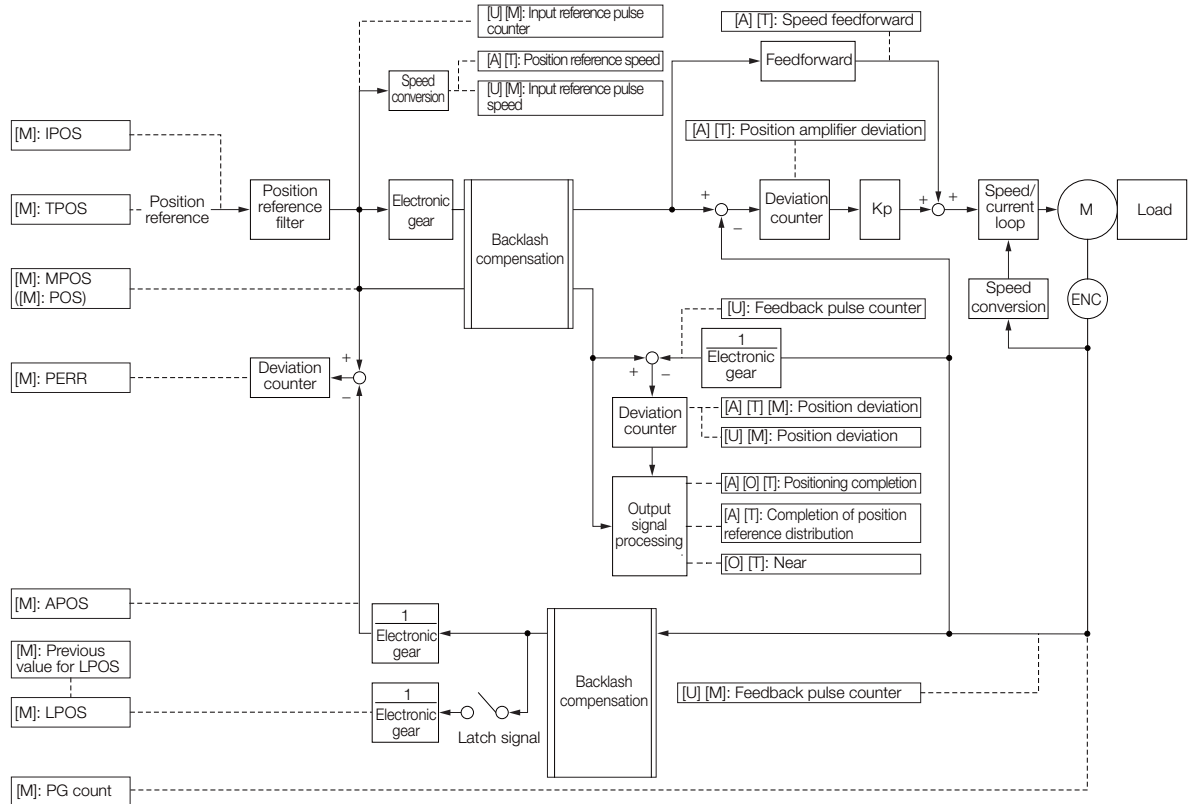 [U] [M]: Input reference pulse
counter
[A] [T]: Speed feedforward
[A] [T]: Position reference speed
Feedforward
Speed
conversion
[U] [M]: Input reference pulse
speed
[M]: IPOS
[A] [T]: Position amplifier deviation
[M]: TPOS
Position
reference
Position
reference
filter
Electronic
gear
Backlash
compensation
+
−
Deviation
counter
Kp
+
+
Speed/
current
loop
M
Load
[M]: MPOS
([M]: POS)
Speed
conversion
ENC
[U]: Feedback pulse counter
1
Electronic
gear
+
−
[M]: PERR
Deviation
counter
+
−
Deviation
counter
[A] [T] [M]: Position deviation
[U] [M]: Position deviation
Output
signal
processing
[A] [O] [T]: Positioning completion
[A] [T]: Completion of position
reference distribution
[O] [T]: Near
[M]: APOS
1
Electronic
gear
[M]: Previous
value for LPOS
Backlash
compensation
[U] [M]: Feedback pulse counter
[M]: LPOS
1
Electronic
gear
Latch signal
[M]: PG count